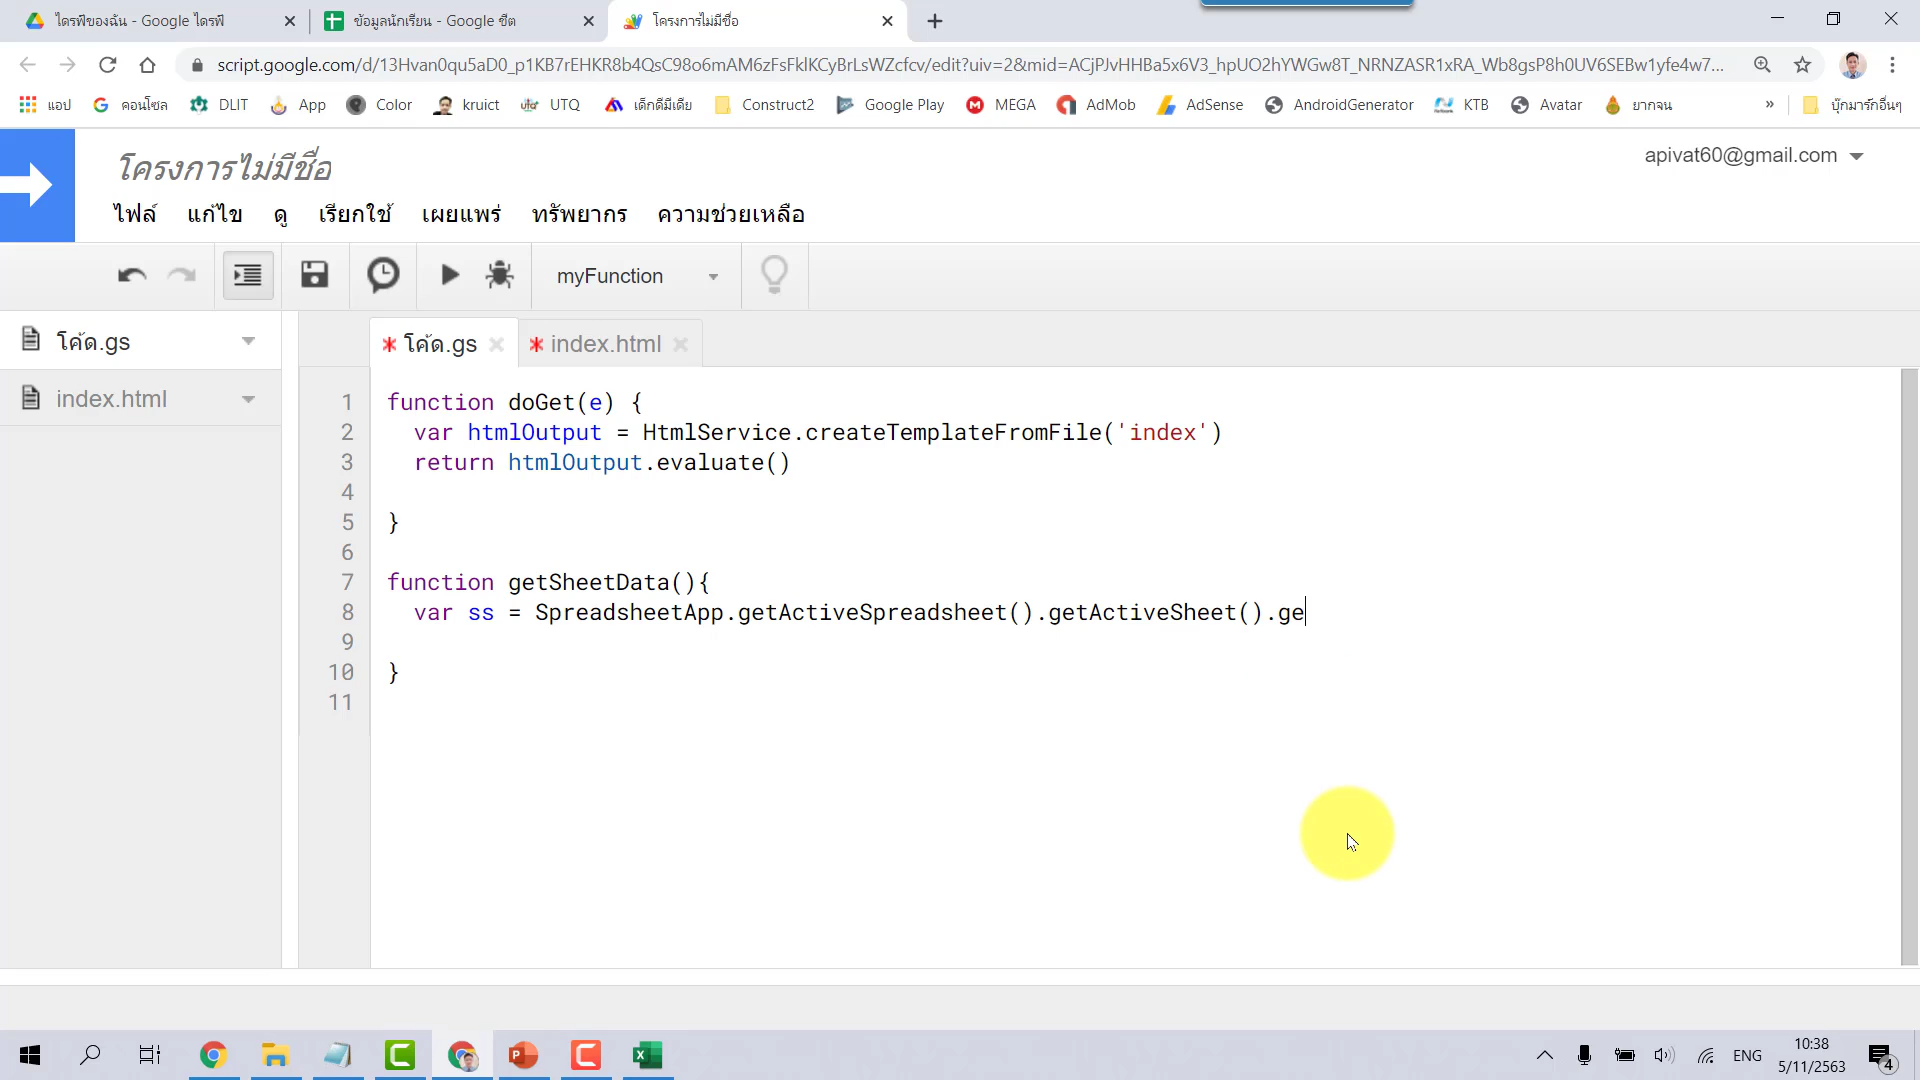 ไดรฟ์ของฉัน - Google ไดรฟ์
ข้อมูลนักเรียน - Google ชีต
โครงการไม่มีชื่อ
script.google.com/d/13Hvan0qu5aD0_p1KB7rEHKR8b4QsC98o6mAM6zFsFklKCyBrLsWZcfcv/edit?uiv=2&mid=ACjPJvHHBa5x6V3_hpUO2hYWGw8T_NRNZASR1xRA_Wb8gsP8h0UV6SEBw1yfe4w7...
แอป คอนโซล DLIT App Color kruict UTQ เด็กดีมีเดีย Construct2 Google Play MEGA AdMob AdSense AndroidGenerator KTB Avatar ยากจน » บุ๊กมาร์กอื่นๆ
โครงการไม่มีชื่อ
apivat60@gmail.com
ไฟล์ แก้ไข ดู เรียกใช้ เผยแพร่ ทรัพยากร ความช่วยเหลือ
myFunction
โค้ด.gs
index.html
* โค้ด.gs
* index.html
1 function doGet(e) {
2 var htmlOutput = HtmlService.createTemplateFromFile('index')
3 return htmlOutput.evaluate()
4
5 }
6
7 function getSheetData(){
8 var ss = SpreadsheetApp.getActiveSpreadsheet().getActiveSheet().ge
9
10 }
11
ENG
10:38
5/11/2563
4